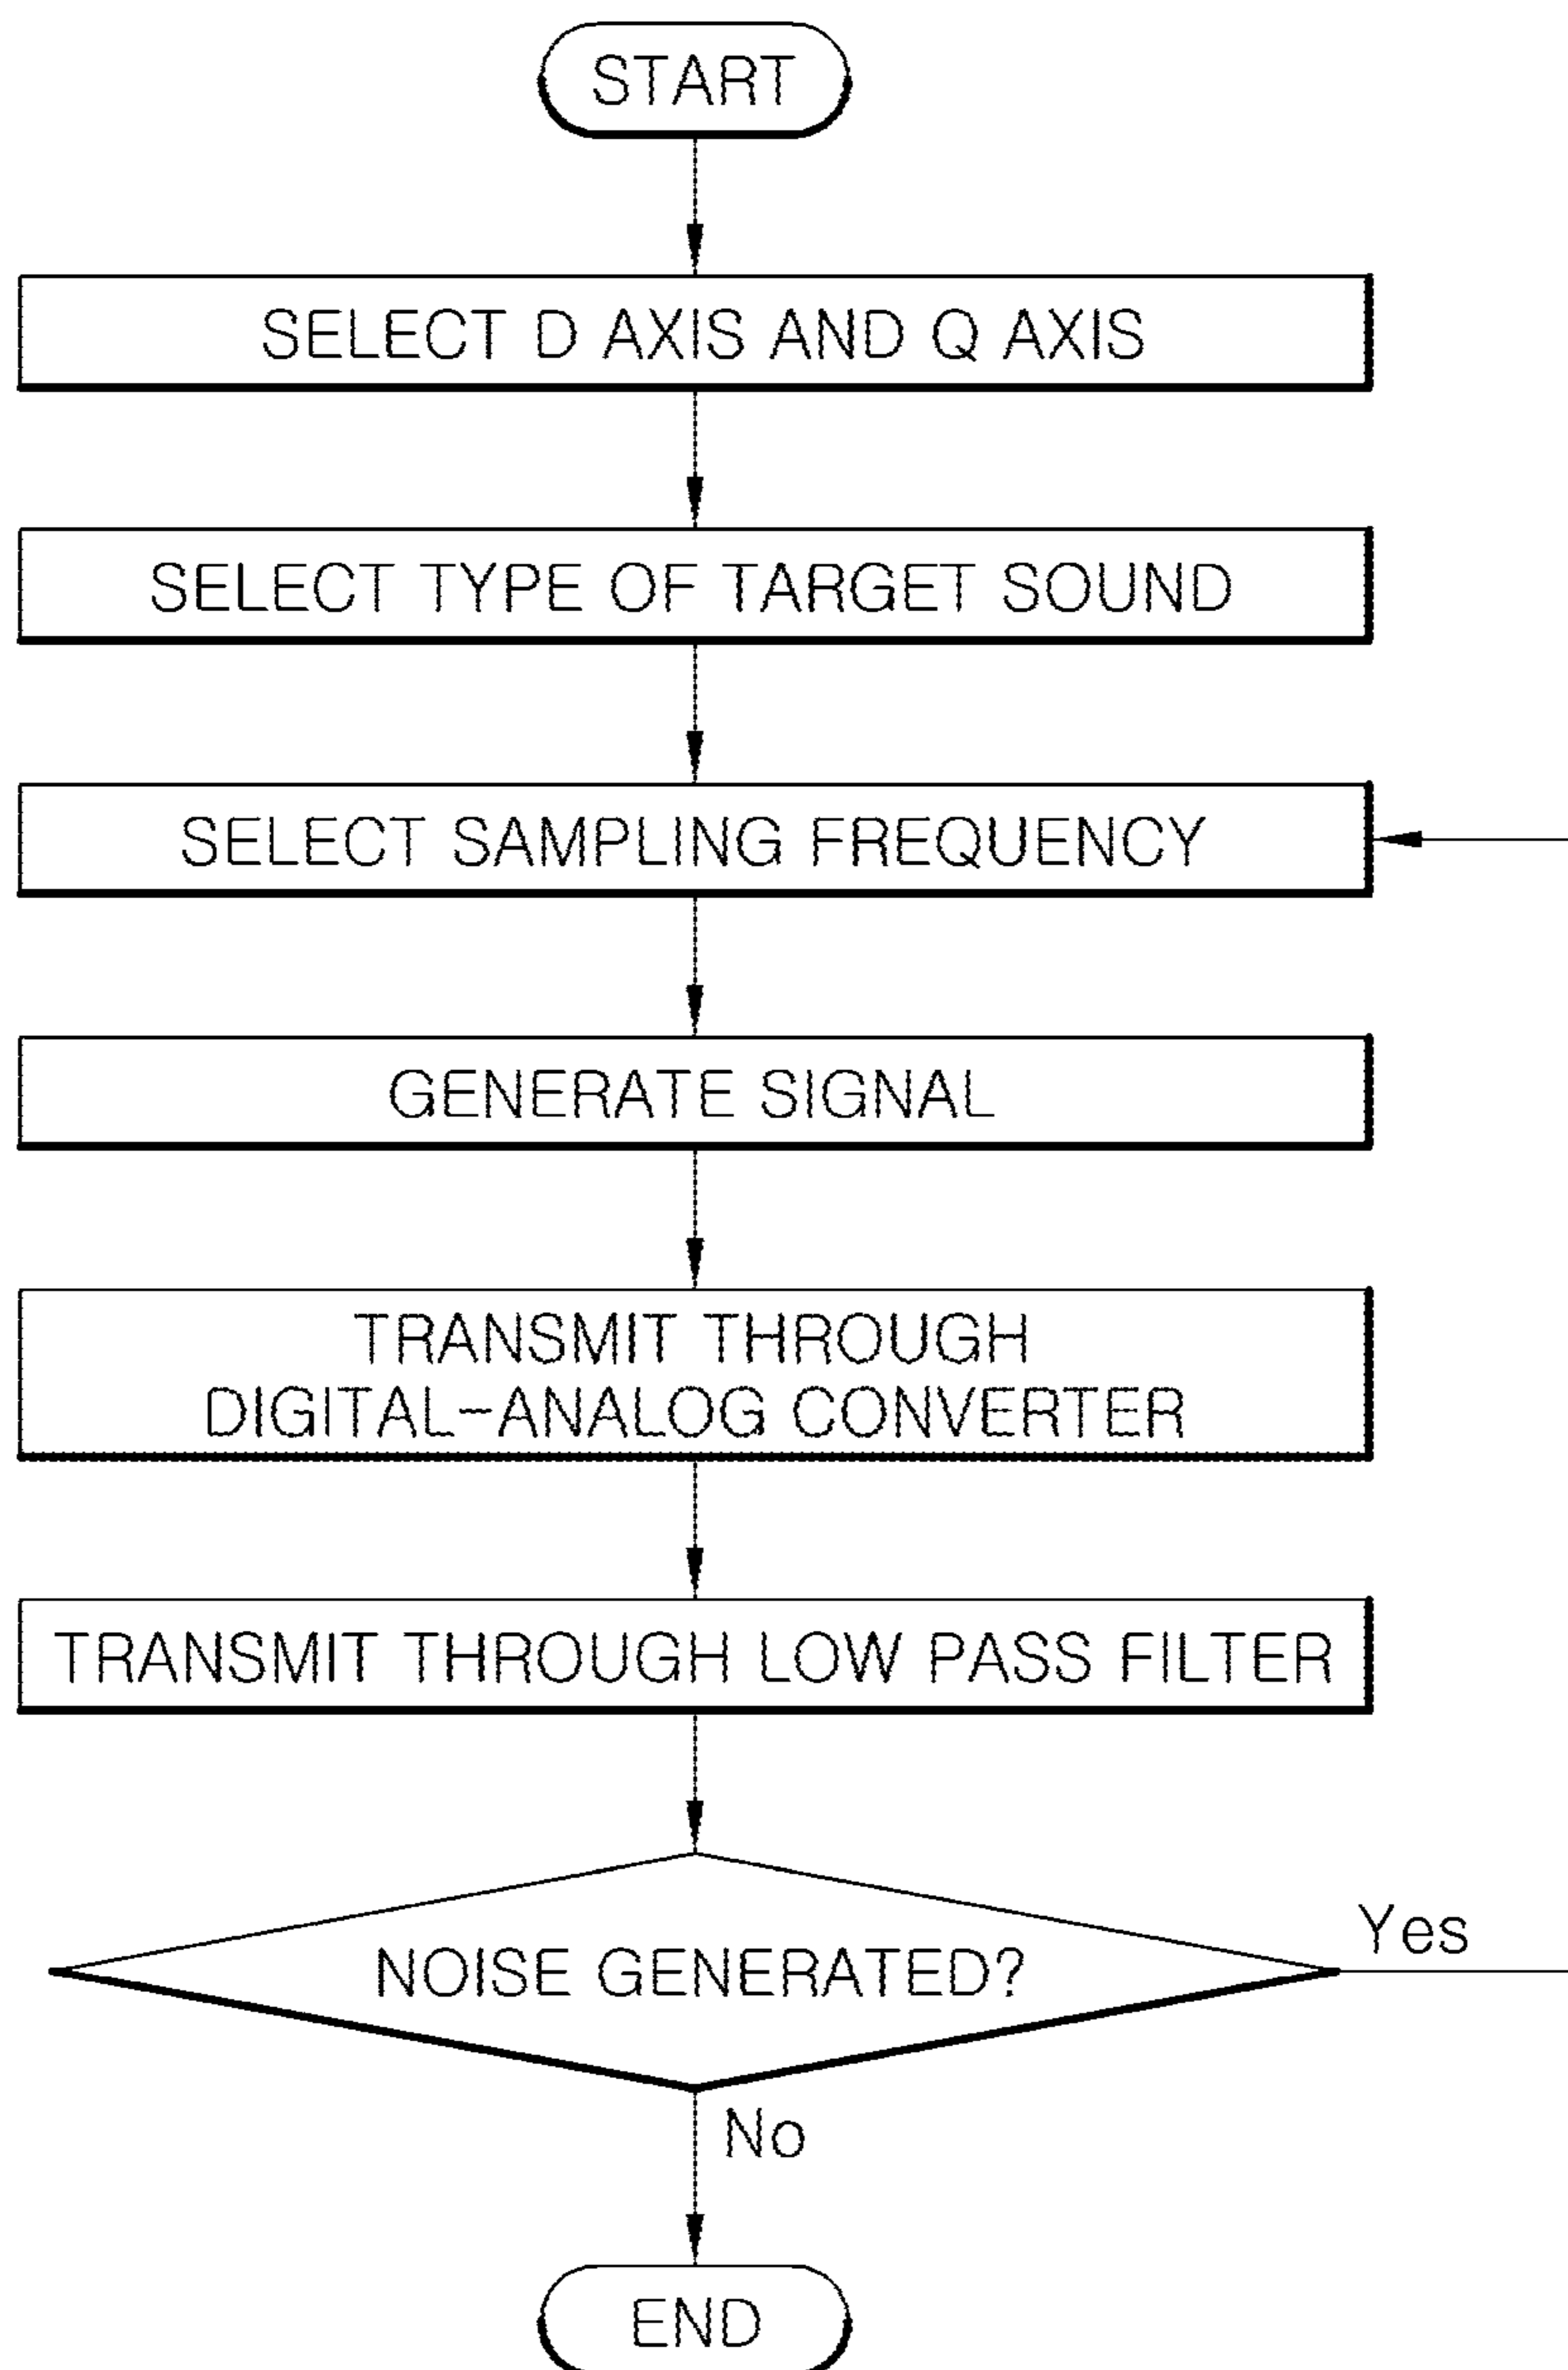 START
SELECT D AXIS AND Q AXIS
SELECT TYPE OF TARGET SOUND
SELECT SAMPLING FREQUENCY
GENERATE SIGNAL
TRANSMIT THROUGH
DIGITAL-ANALOG CONVERTER
TRANSMIT THROUGH LOW PASS FILTER
NOISE GENERATED?
Yes
No
END